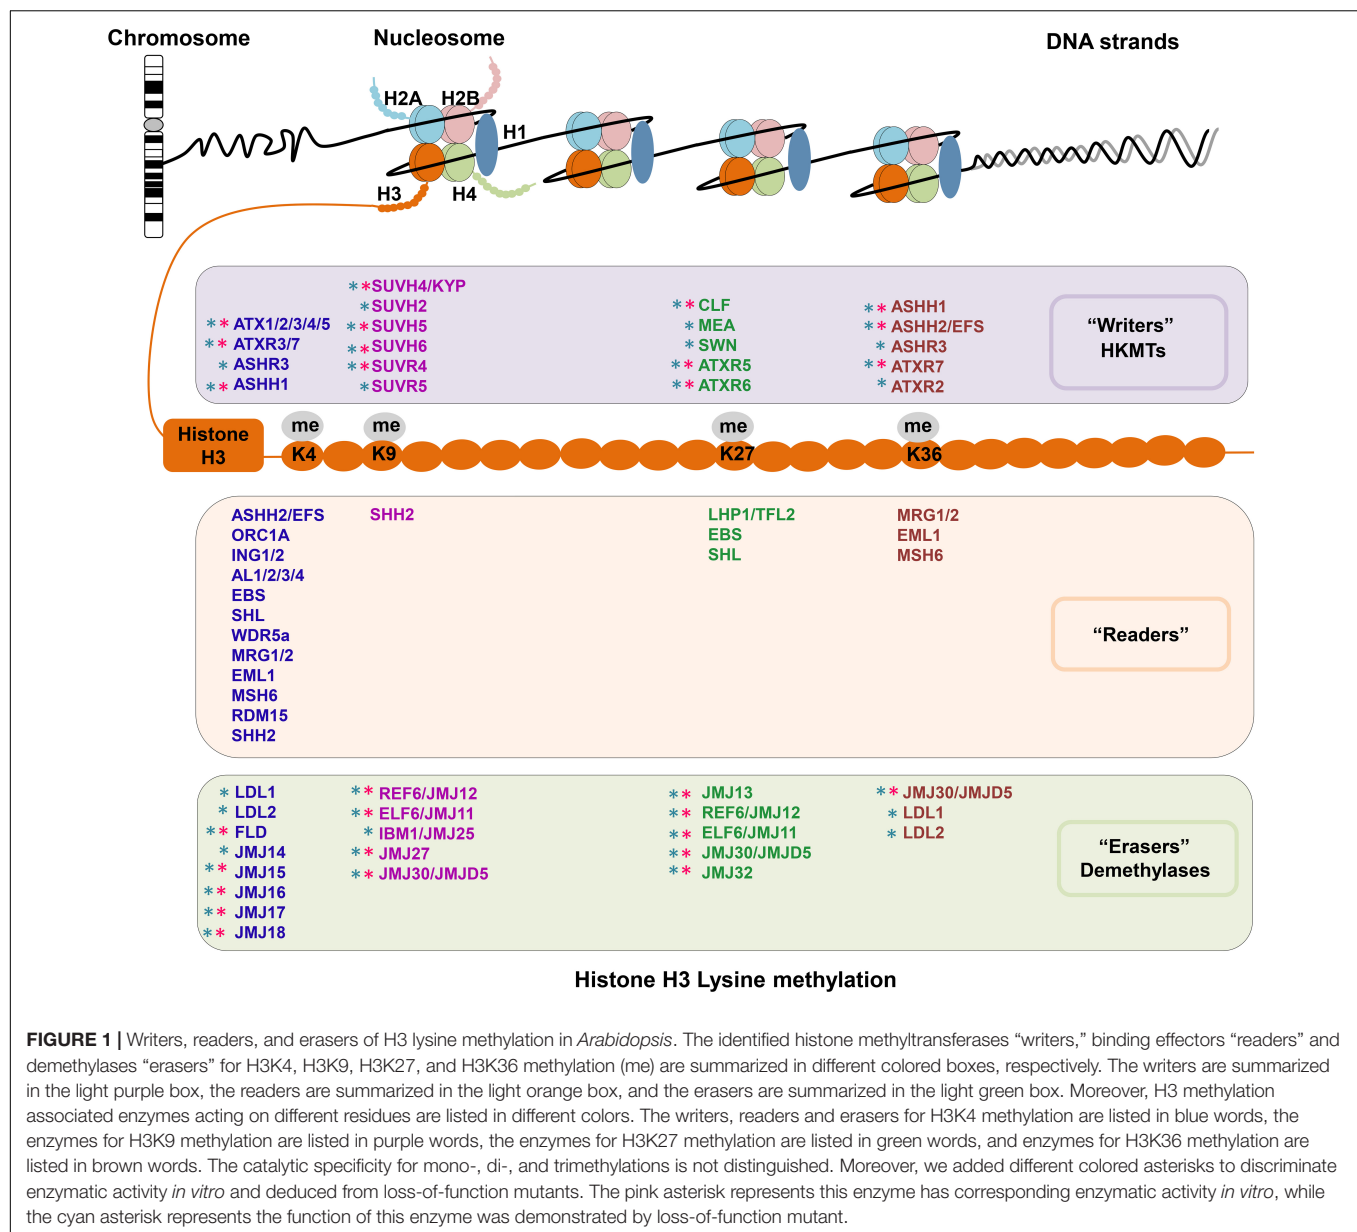 Chromosome
Nucleosome
DNA strands
H2A
H2B
H1
H3
H4
**ATX1/2/3/4/5
**ATXR3/7
*ASHR3
**ASHH1
**SUVH4/KYP
*SUVH2
**SUVH5
**SUVH6
**SUVR4
*SUVR5
**CLF
*MEA
*SWN
**ATXR5
**ATXR6
**ASHH1
**ASHH2/EFS
*ASHR3
**ATXR7
*ATXR2
“Writers”
HKMTs
Histone
H3
me
K4
me
K9
me
K27
me
K36
ASHH2/EFS
ORC1A
ING1/2
AL1/2/3/4
EBS
SHL
WDR5a
MRG1/2
EML1
MSH6
RDM15
SHH2
SHH2
LHP1/TFL2
EBS
SHL
MRG1/2
EML1
MSH6
“Readers”
*LDL1
*LDL2
**FLD
*JMJ14
**JMJ15
**JMJ16
**JMJ17
**JMJ18
**REF6/JMJ12
**ELF6/JMJ11
*IBM1/JMJ25
**JMJ27
**JMJ30/JMJD5
**JMJ13
**REF6/JMJ12
**ELF6/JMJ11
**JMJ30/JMJD5
**JMJ32
**JMJ30/JMJD5
*LDL1
*LDL2
“Erasers”
Demethylases
Histone H3 Lysine methylation
FIGURE 1 | Writers, readers, and erasers of H3 lysine methylation in Arabidopsis. The identified histone methyltransferases “writers,” binding effectors “readers” and
demethylases “erasers” for H3K4, H3K9, H3K27, and H3K36 methylation (me) are summarized in different colored boxes, respectively. The writers are summarized
in the light purple box, the readers are summarized in the light orange box, and the erasers are summarized in the light green box. Moreover, H3 methylation
associated enzymes acting on different residues are listed in different colors. The writers, readers and erasers for H3K4 methylation are listed in blue words, the
enzymes for H3K9 methylation are listed in purple words, the enzymes for H3K27 methylation are listed in green words, and enzymes for H3K36 methylation are
listed in brown words. The catalytic specificity for mono-, di-, and trimethylations is not distinguished. Moreover, we added different colored asterisks to discriminate
enzymatic activity in vitro and deduced from loss-of-function mutants. The pink asterisk represents this enzyme has corresponding enzymatic activity in vitro, while
the cyan asterisk represents the function of this enzyme was demonstrated by loss-of-function mutant.